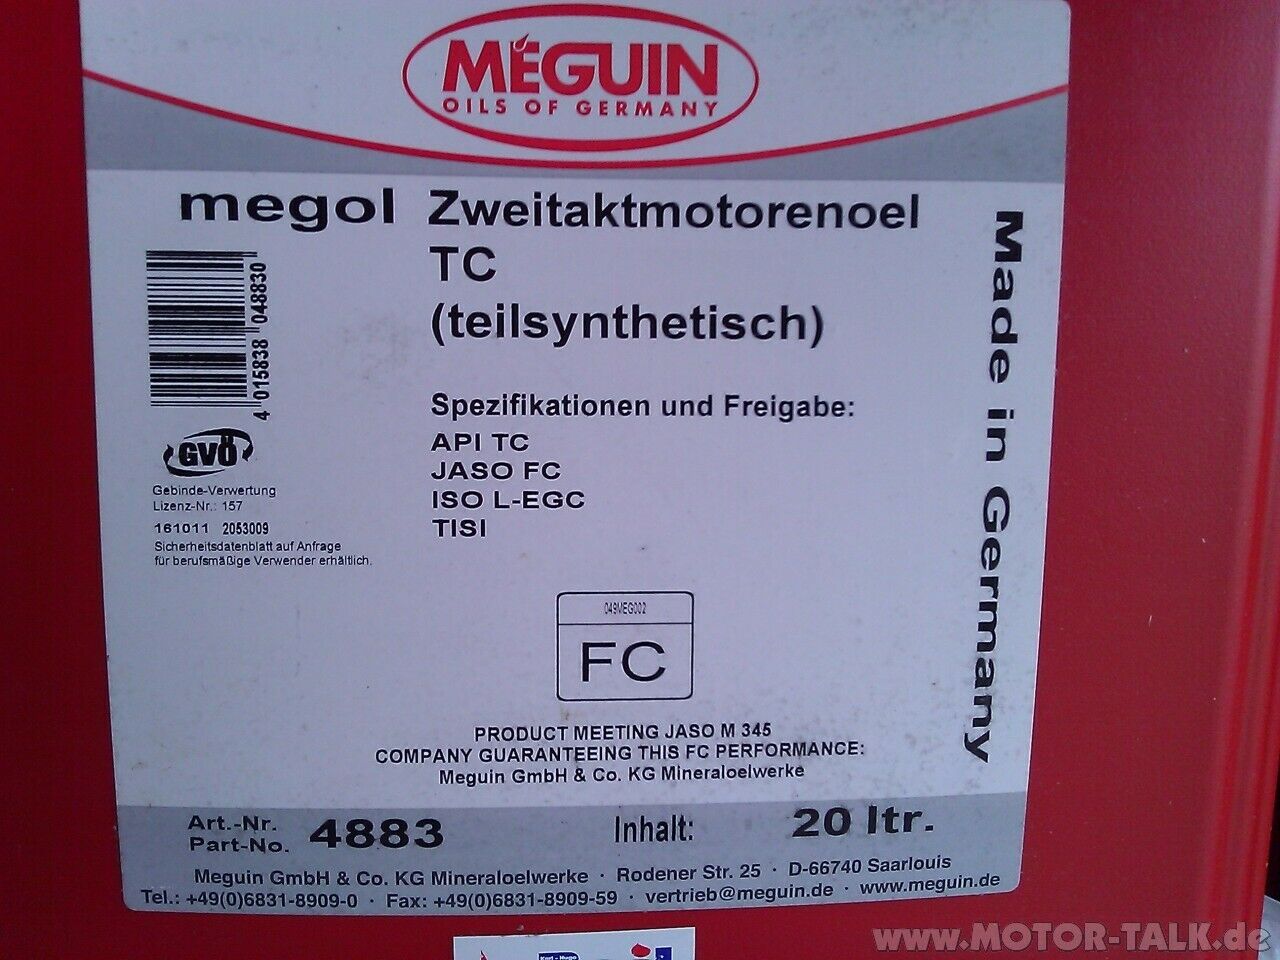 MÉGUIN
OILS OF GERMANY
megol Zweitaktmotorenoel
TC
(teilsynthetisch)
Made in Germany
4 015838 048830
Spezifikationen und Freigabe:
API TC
JASO FC
ISO L-EGC
TISI
GVÖ
Gebinde-Verwertung
Lizenz-Nr.: 157
161011 2053009
Sicherheitsdatenblatt auf Anfrage
für berufsmäßige Verwender erhältlich.
049MEG002
FC
PRODUCT MEETING JASO M 345
COMPANY GUARANTEEING THIS FC PERFORMANCE:
Meguin GmbH & Co. KG Mineraloelwerke
Art.-Nr.
Part-No. 4883
Inhalt: 20 ltr.
Meguin GmbH & Co. KG Mineraloelwerke · Rodener Str. 25 · D-66740 Saarlouis
Tel.: +49(0)6831-8909-0 · Fax: +49(0)6831-8909-59 · vertrieb@meguin.de · www.meguin.de
Karl - Hugo
www.MOTOR-TALK.de